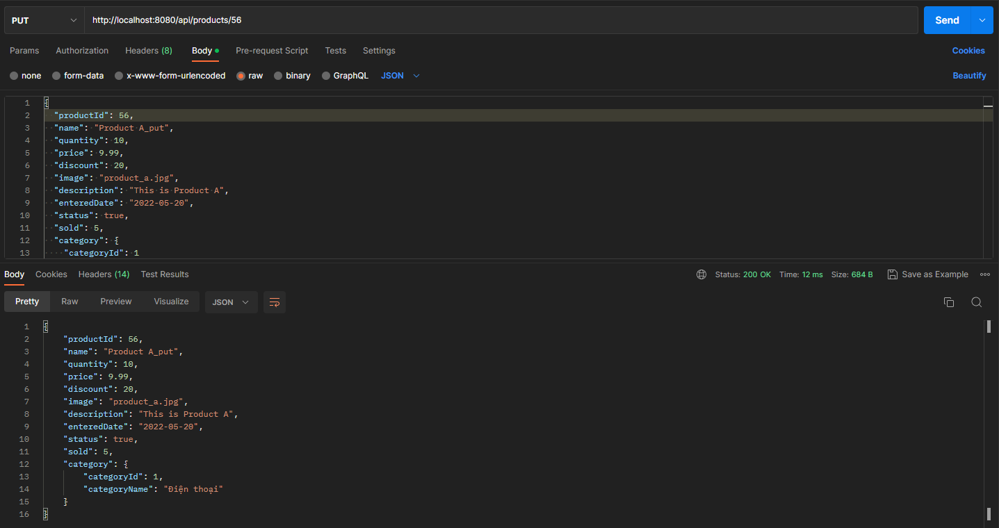 PUT http://localhost:8080/api/products/56 Send
Params Authorization Headers (8) Body Pre-request Script Tests Settings Cookies
none form-data x-www-form-urlencoded raw binary GraphQL JSON Beautify
1 {
2 "productId": 56,
3 "name": "Product A_put",
4 "quantity": 10,
5 "price": 9.99,
6 "discount": 20,
7 "image": "product_a.jpg",
8 "description": "This is Product A",
9 "enteredDate": "2022-05-20",
10 "status": true,
11 "sold": 5,
12 "category": {
13 "categoryId": 1
Body Cookies Headers (14) Test Results Status: 200 OK Time: 12 ms Size: 684 B Save as Example
Pretty Raw Preview Visualize JSON
1 {
2 "productId": 56,
3 "name": "Product A_put",
4 "quantity": 10,
5 "price": 9.99,
6 "discount": 20,
7 "image": "product_a.jpg",
8 "description": "This is Product A",
9 "enteredDate": "2022-05-20",
10 "status": true,
11 "sold": 5,
12 "category": {
13 "categoryId": 1,
14 "categoryName": "Điện thoại"
15 }
16 }